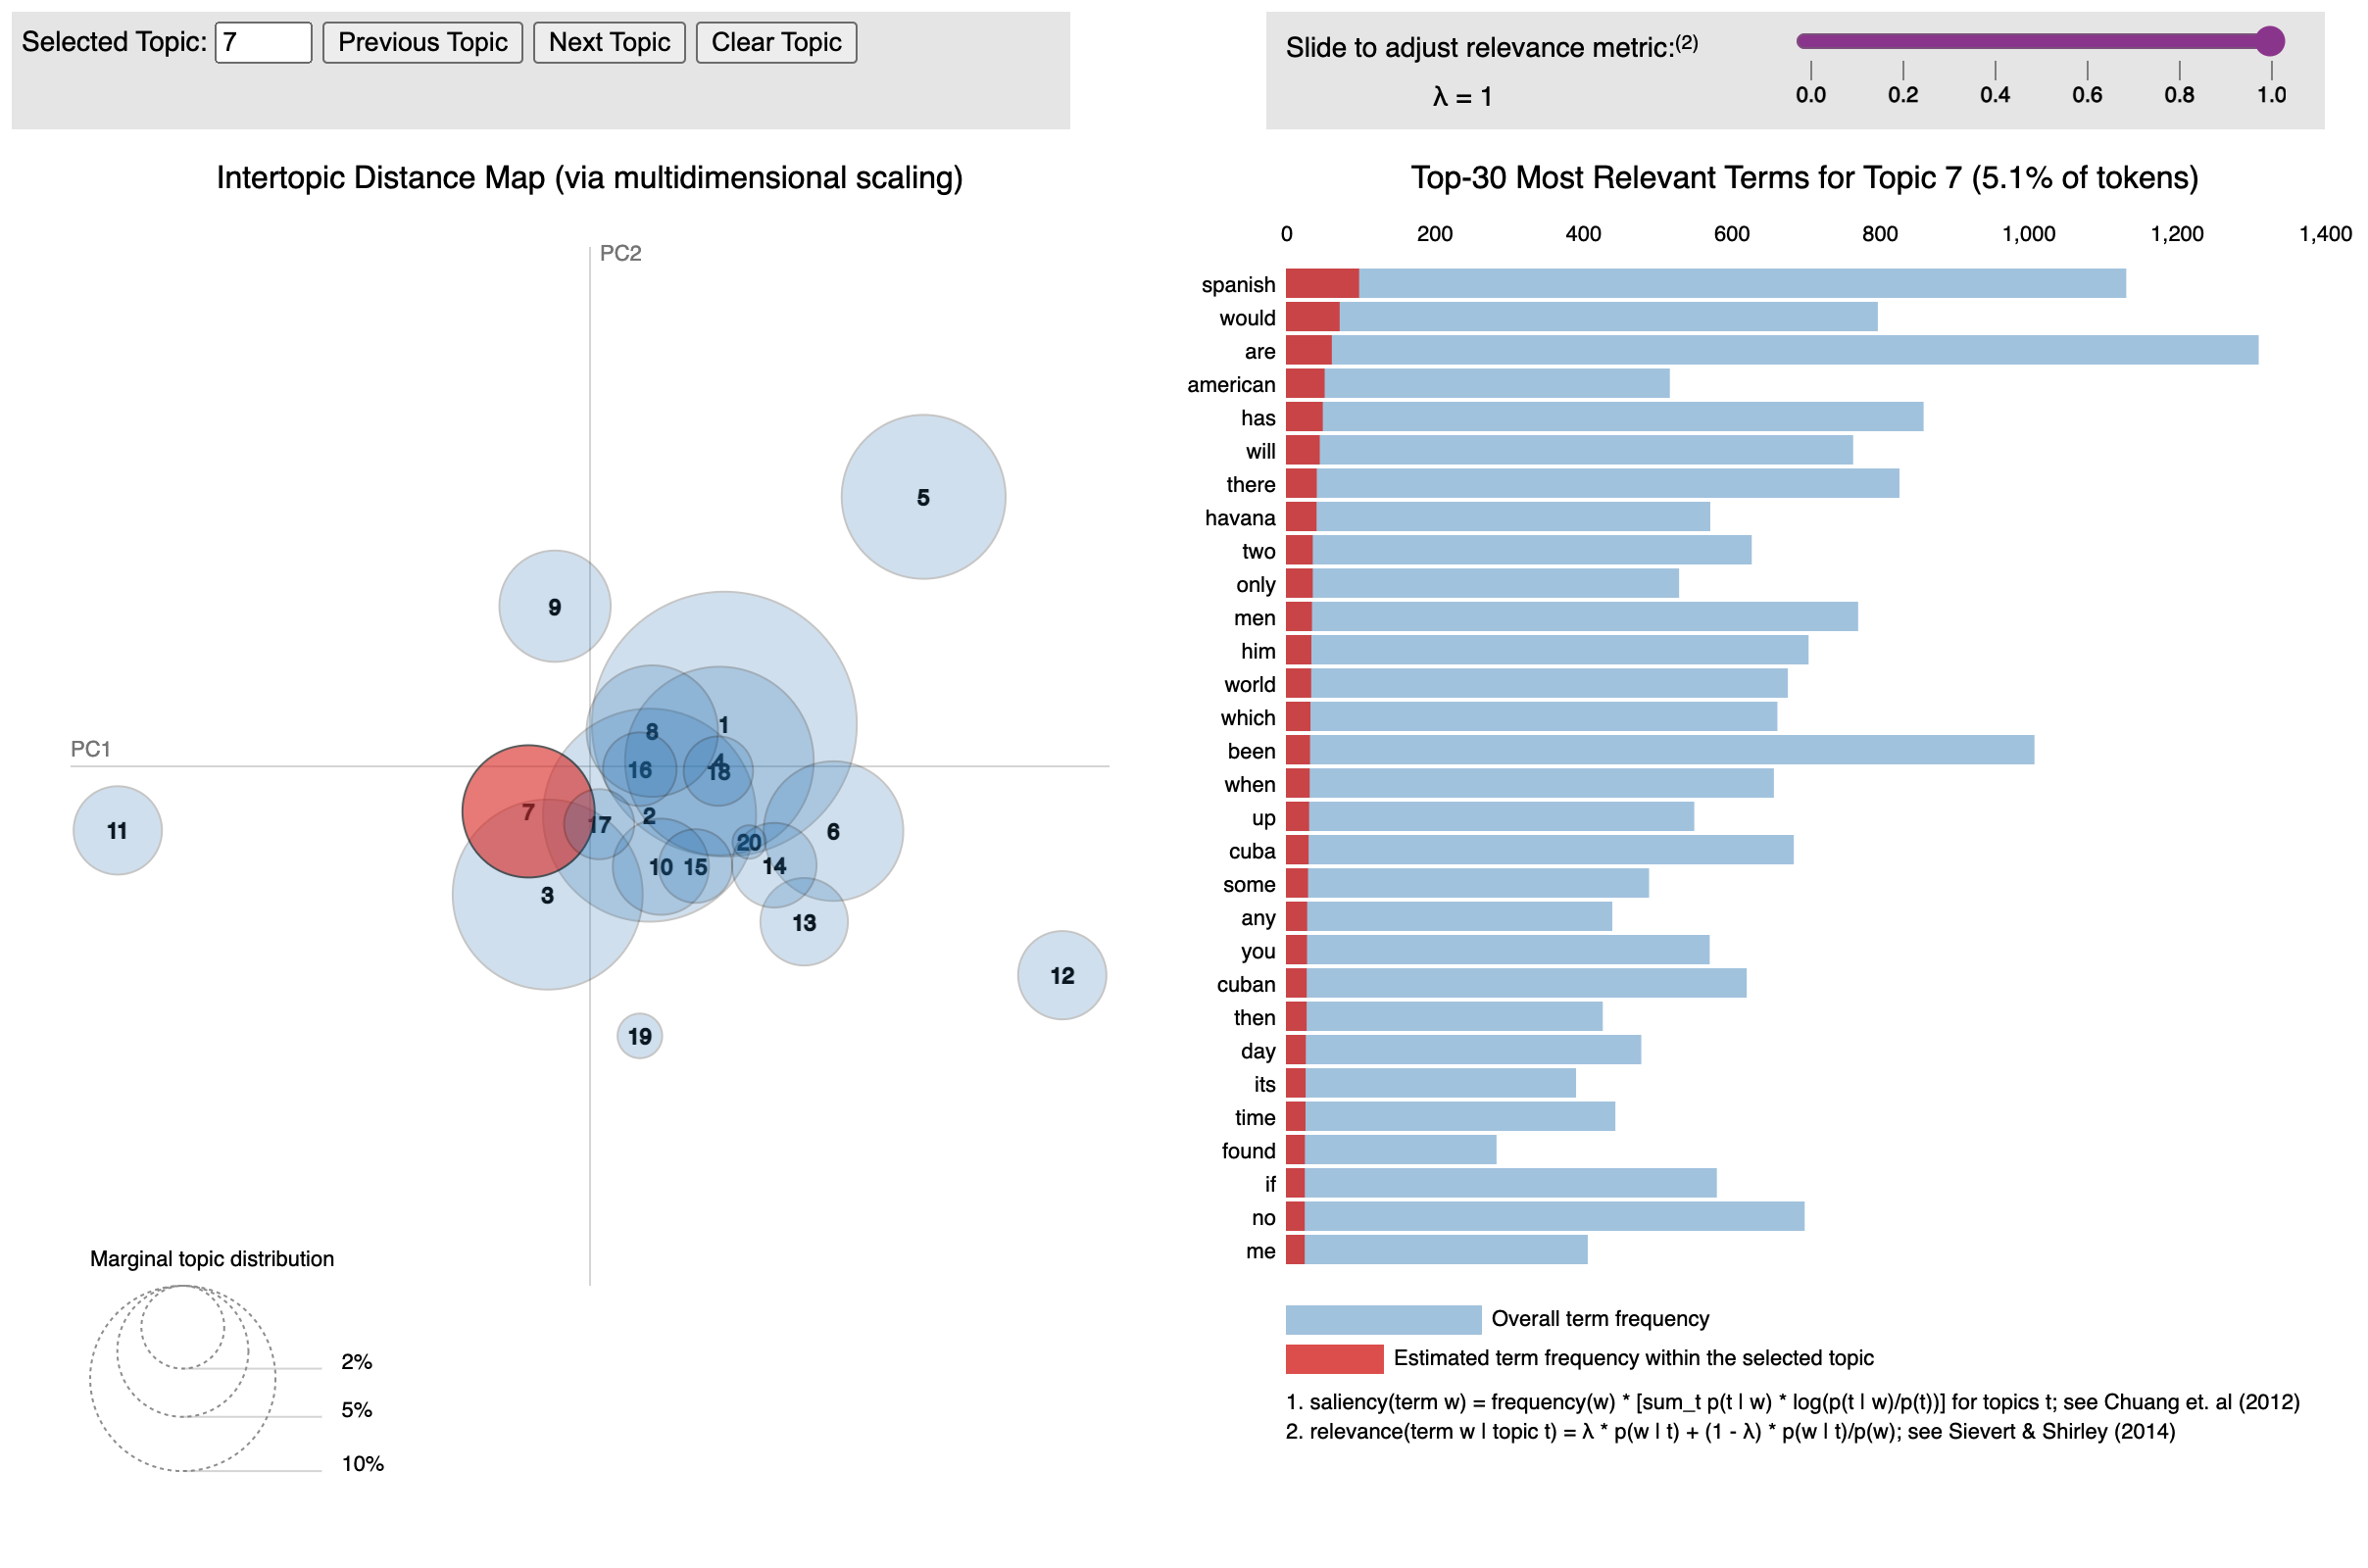 Selected Topic: 7 Previous Topic Next Topic Clear Topic
Slide to adjust relevance metric:(2)
λ = 1
0.0 0.2 0.4 0.6 0.8 1.0
Intertopic Distance Map (via multidimensional scaling)
PC2
PC1
5
9
8
1
4
16
18
7
17
2
11
20
6
10
15
14
3
13
12
19
Marginal topic distribution
2%
5%
10%
Top-30 Most Relevant Terms for Topic 7 (5.1% of tokens)
0 200 400 600 800 1,000 1,200 1,400
spanish
would
are
american
has
will
there
havana
two
only
men
him
world
which
been
when
up
cuba
some
any
you
cuban
then
day
its
time
found
if
no
me
Overall term frequency
Estimated term frequency within the selected topic
1. saliency(term w) = frequency(w) * [sum_t p(t | w) * log(p(t | w)/p(t))] for topics t; see Chuang et. al (2012)
2. relevance(term w | topic t) = λ * p(w | t) + (1 - λ) * p(w | t)/p(w); see Sievert & Shirley (2014)